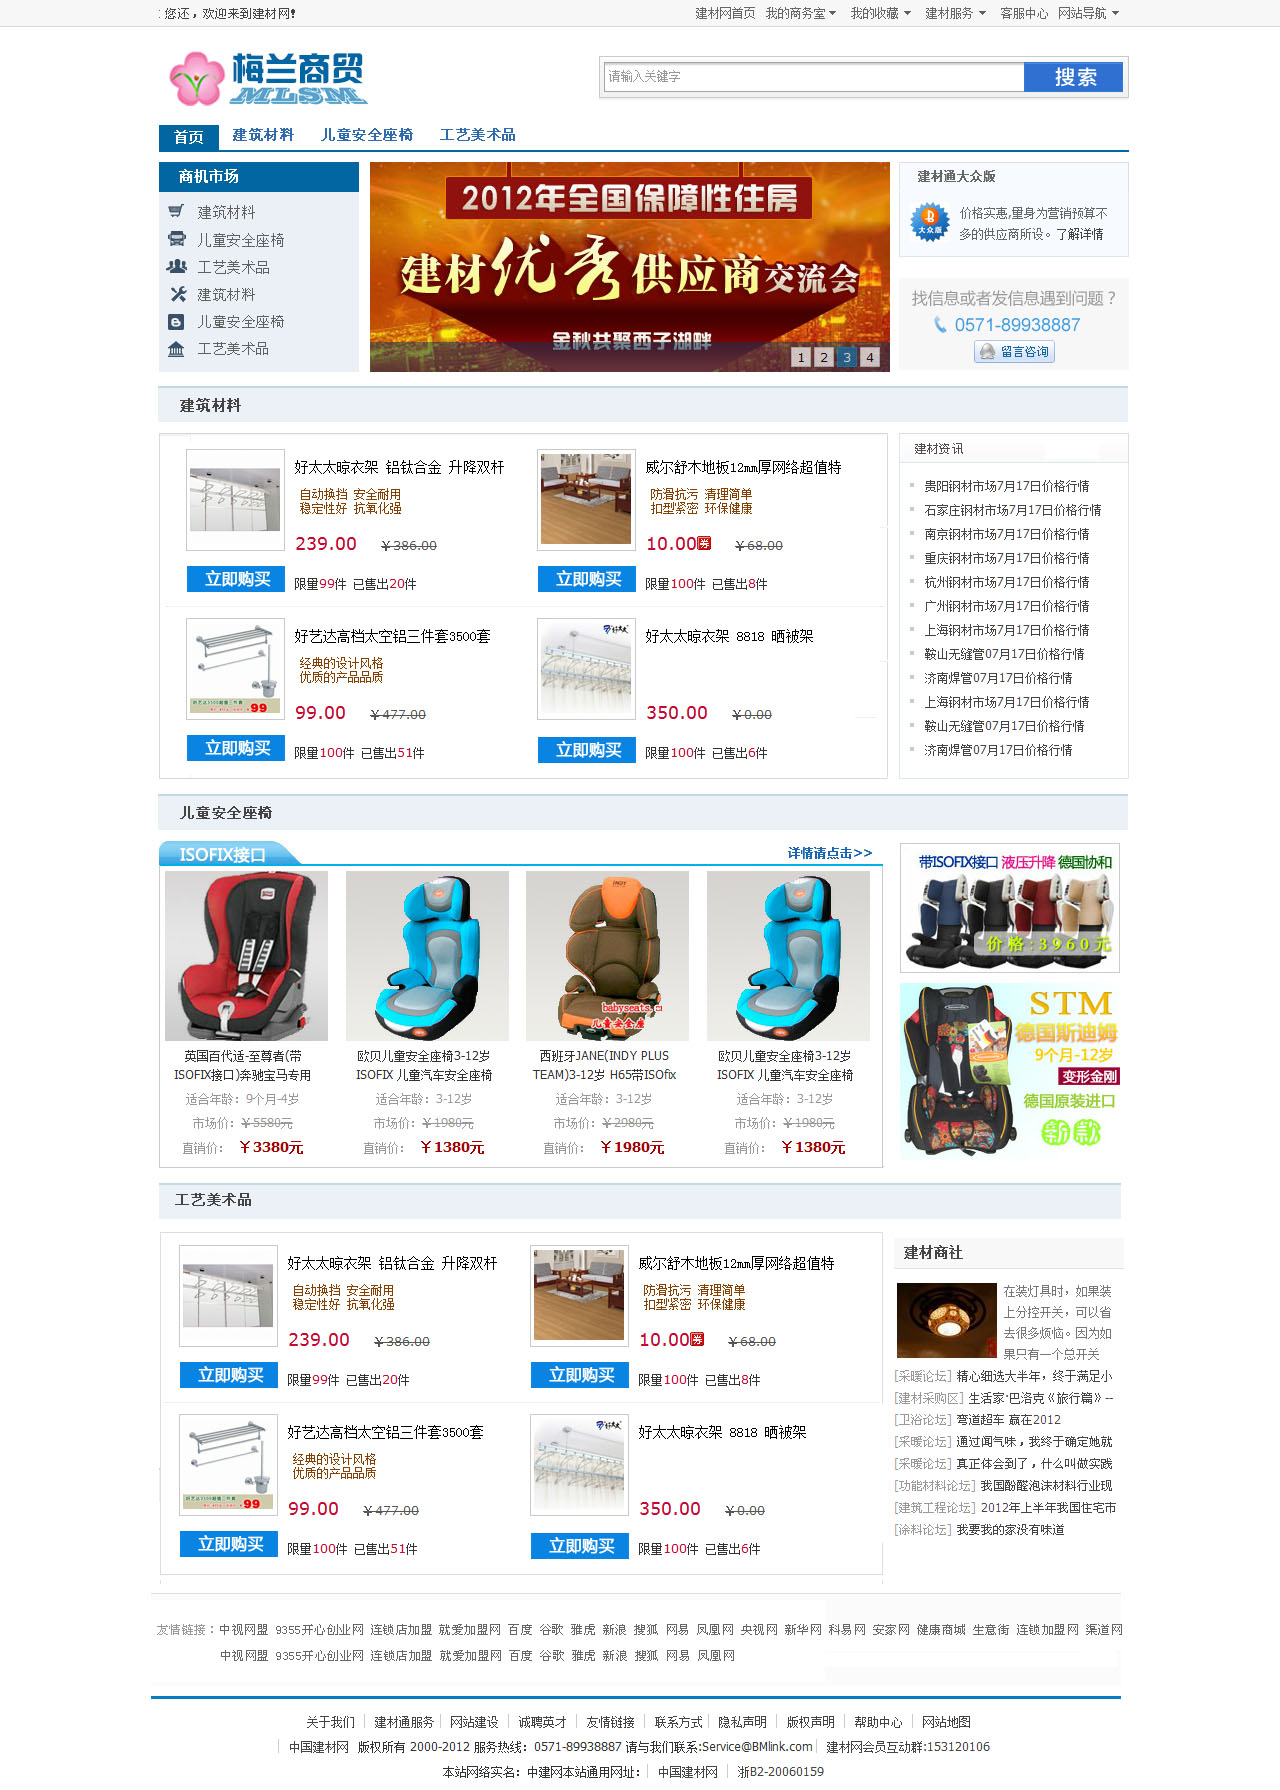 : 您还，欢迎来到建材网!
建材网首页 我的商务室 我的收藏 建材服务 客服中心 网站导航
梅兰商贸
MLSM
请输入关键字
搜索
首页 建筑材料 儿童安全座椅 工艺美术品
商机市场
建筑材料
儿童安全座椅
工艺美术品
建筑材料
儿童安全座椅
工艺美术品
2012年全国保障性住房
建材优秀供应商交流会
金秋共聚西子湖畔
1 2 3 4
建材通大众版
大众版
价格实惠,量身为营销预算不
多的供应商所设。了解详情
找信息或者发信息遇到问题？
0571-89938887
留言咨询
建筑材料
好太太晾衣架 铝钛合金 升降双杆
自动换挡 安全耐用
稳定性好 抗氧化强
239.00 ￥386.00
立即购买
限量99件 已售出20件
威尔舒木地板12mm厚网络超值特
防滑抗污 清理简单
扣型紧密 环保健康
10.00券 ￥68.00
立即购买
限量100件 已售出8件
好艺达高档太空铝三件套3500套
经典的设计风格
优质的产品品质
99.00 ￥477.00
立即购买
限量100件 已售出51件
好太太晾衣架 8818 晒被架
350.00 ￥0.00
立即购买
限量100件 已售出6件
建材资讯
贵阳钢材市场7月17日价格行情
石家庄钢材市场7月17日价格行情
南京钢材市场7月17日价格行情
重庆钢材市场7月17日价格行情
杭州钢材市场7月17日价格行情
广州钢材市场7月17日价格行情
上海钢材市场7月17日价格行情
鞍山无缝管07月17日价格行情
济南焊管07月17日价格行情
上海钢材市场7月17日价格行情
鞍山无缝管07月17日价格行情
济南焊管07月17日价格行情
儿童安全座椅
ISOFIX接口
详情请点击>>
英国百代适-至尊者(带
ISOFIX接口)奔驰宝马专用
适合年龄：9个月-4岁
市场价：￥5580元
直销价：￥3380元
欧贝儿童安全座椅3-12岁
ISOFIX 儿童汽车安全座椅
适合年龄：3-12岁
市场价：￥1980元
直销价：￥1380元
babyseats.c
儿童安全座
西班牙JANE(INDY PLUS
TEAM)3-12岁 H65带ISOfix
适合年龄：3-12岁
市场价：￥2980元
直销价：￥1980元
欧贝儿童安全座椅3-12岁
ISOFIX 儿童汽车安全座椅
适合年龄：3-12岁
市场价：￥1980元
直销价：￥1380元
带ISOFIX接口 液压升降 德国协和
价格:3960元
STM
德国斯迪姆
9个月-12岁
变形金刚
德国原装进口
新款
工艺美术品
好太太晾衣架 铝钛合金 升降双杆
自动换挡 安全耐用
稳定性好 抗氧化强
239.00 ￥386.00
立即购买
限量99件 已售出20件
威尔舒木地板12mm厚网络超值特
防滑抗污 清理简单
扣型紧密 环保健康
10.00券 ￥68.00
立即购买
限量100件 已售出8件
好艺达高档太空铝三件套3500套
经典的设计风格
优质的产品品质
99.00 ￥477.00
立即购买
限量100件 已售出51件
好太太晾衣架 8818 晒被架
350.00 ￥0.00
立即购买
限量100件 已售出6件
建材商社
在装灯具时，如果装
上分控开关，可以省
去很多烦恼。因为如
果只有一个总开关
[采暖论坛] 精心细选大半年，终于满足小
[建材采购区] 生活家·巴洛克《旅行篇》--
[卫浴论坛] 弯道超车 赢在2012
[采暖论坛] 通过闻气味，我终于确定她就
[采暖论坛] 真正体会到了，什么叫做实践
[功能材料论坛] 我国酚醛泡沫材料行业现
[建筑工程论坛] 2012年上半年我国住宅市
[涂料论坛] 我要我的家没有味道
友情链接：中视网盟 9355开心创业网 连锁店加盟 就爱加盟网 百度 谷歌 雅虎 新浪 搜狐 网易 凤凰网 央视网 新华网 科易网 安家网 健康商城 生意街 连锁加盟网 渠道网
中视网盟 9355开心创业网 连锁店加盟 就爱加盟网 百度 谷歌 雅虎 新浪 搜狐 网易 凤凰网
关于我们 建材通服务 网站建设 诚聘英才 友情链接 联系方式 隐私声明 版权声明 帮助中心 网站地图
中国建材网 版权所有 2000-2012 服务热线：0571-89938887 请与我们联系:Service@BMlink.com 建材网会员互动群:153120106
本站网络实名：中建网本站通用网址： 中国建材网 浙B2-20060159